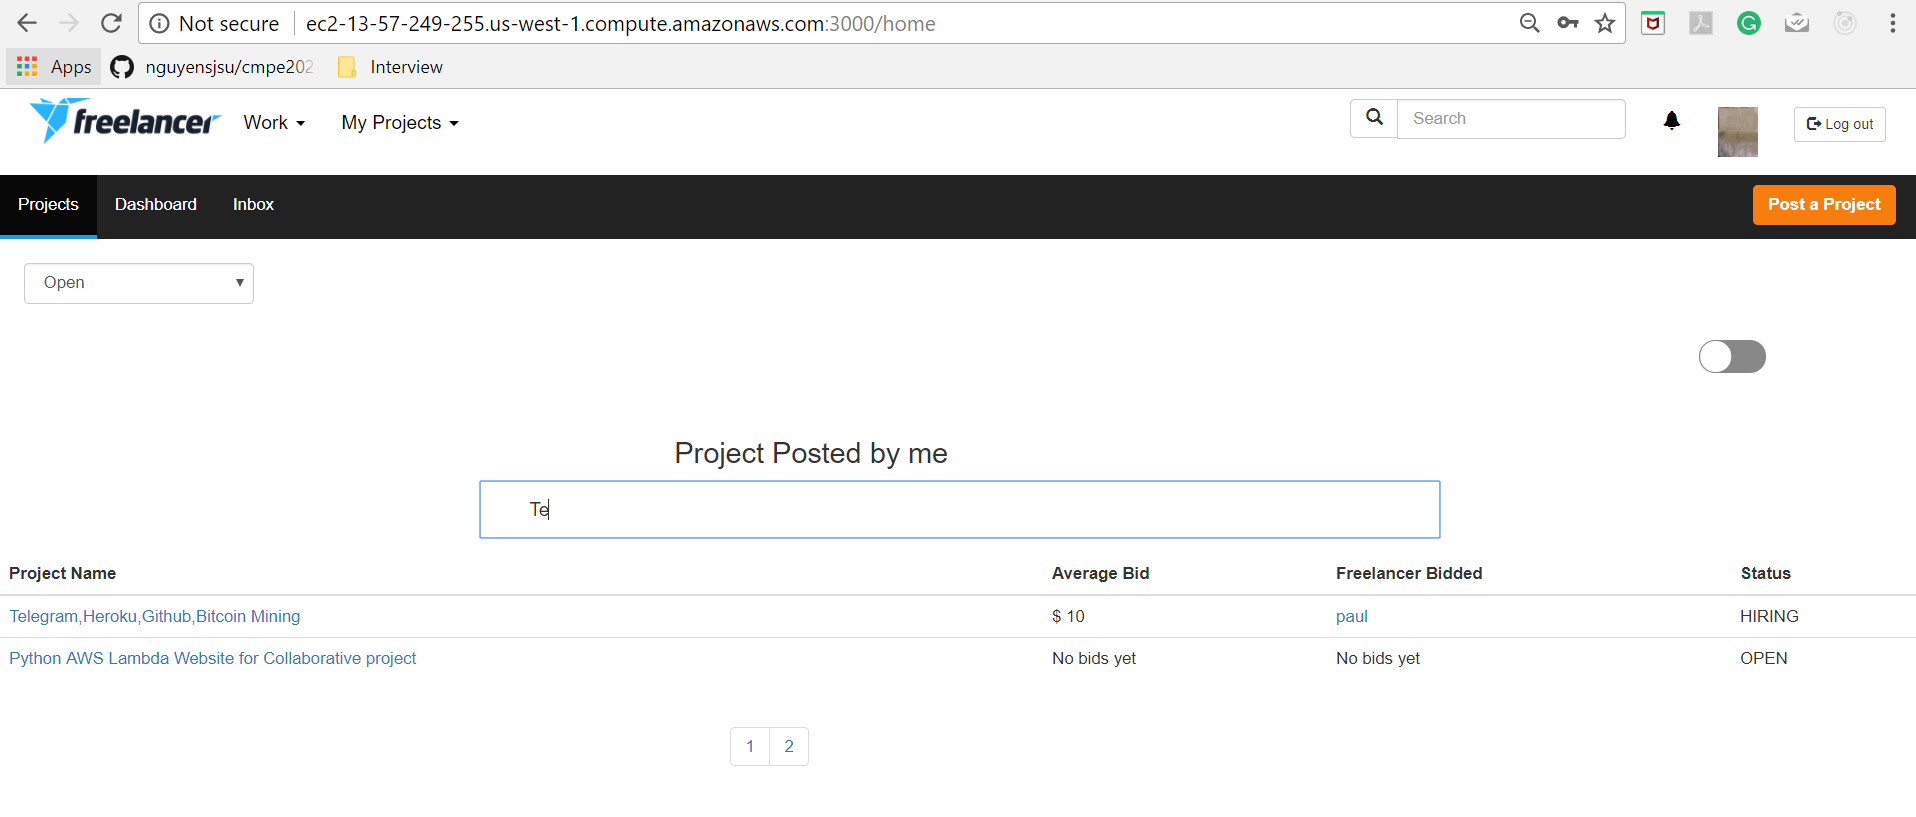 Not secure ec2-13-57-249-255.us-west-1.compute.amazonaws.com:3000/home
Apps nguyensjsu/cmpe202 Interview
freelancer Work My Projects Search Log out
Projects Dashboard Inbox Post a Project
Open
Project Posted by me
Te
Project Name Average Bid Freelancer Bidded Status
Telegram,Heroku,Github,Bitcoin Mining $ 10 paul HIRING
Python AWS Lambda Website for Collaborative project No bids yet No bids yet OPEN
1 2